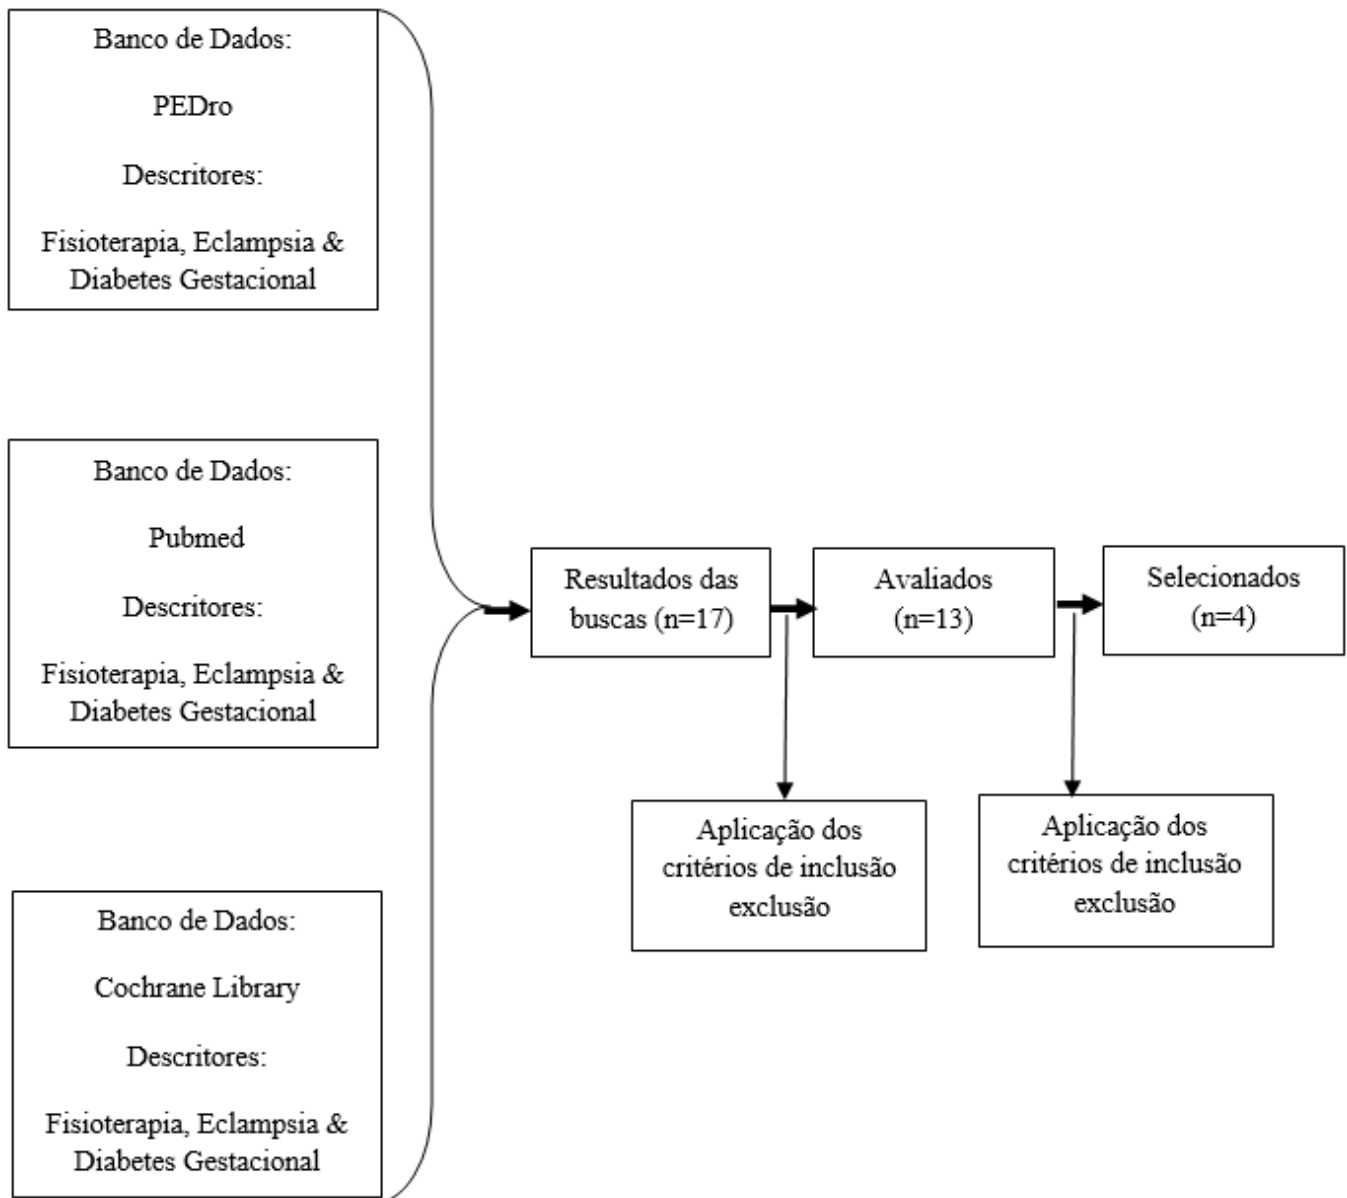 Banco de Dados:
PEDro
Descritores:
Fisioterapia, Eclampsia &
Diabetes Gestacional
Banco de Dados:
Pubmed
Descritores:
Fisioterapia, Eclampsia &
Diabetes Gestacional
Banco de Dados:
Cochrane Library
Descritores:
Fisioterapia, Eclampsia &
Diabetes Gestacional
Resultados das
buscas (n=17)
Avaliados
(n=13)
Selecionados
(n=4)
Aplicação dos
critérios de inclusão
exclusão
Aplicação dos
critérios de inclusão
exclusão